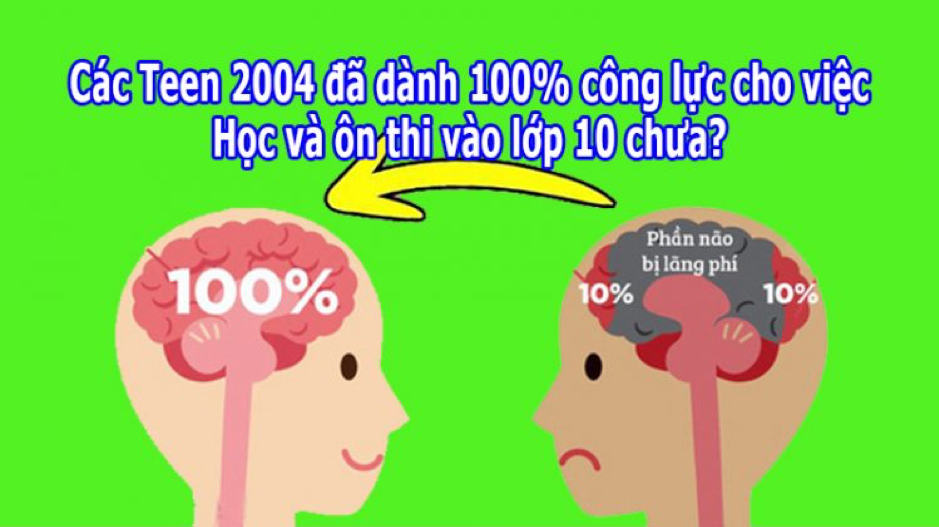 Các Teen 2004 đã dành 100% công lực cho việc
Học và ôn thi vào lớp 10 chưa?
100%
Phần não
bị lãng phí
10%
10%